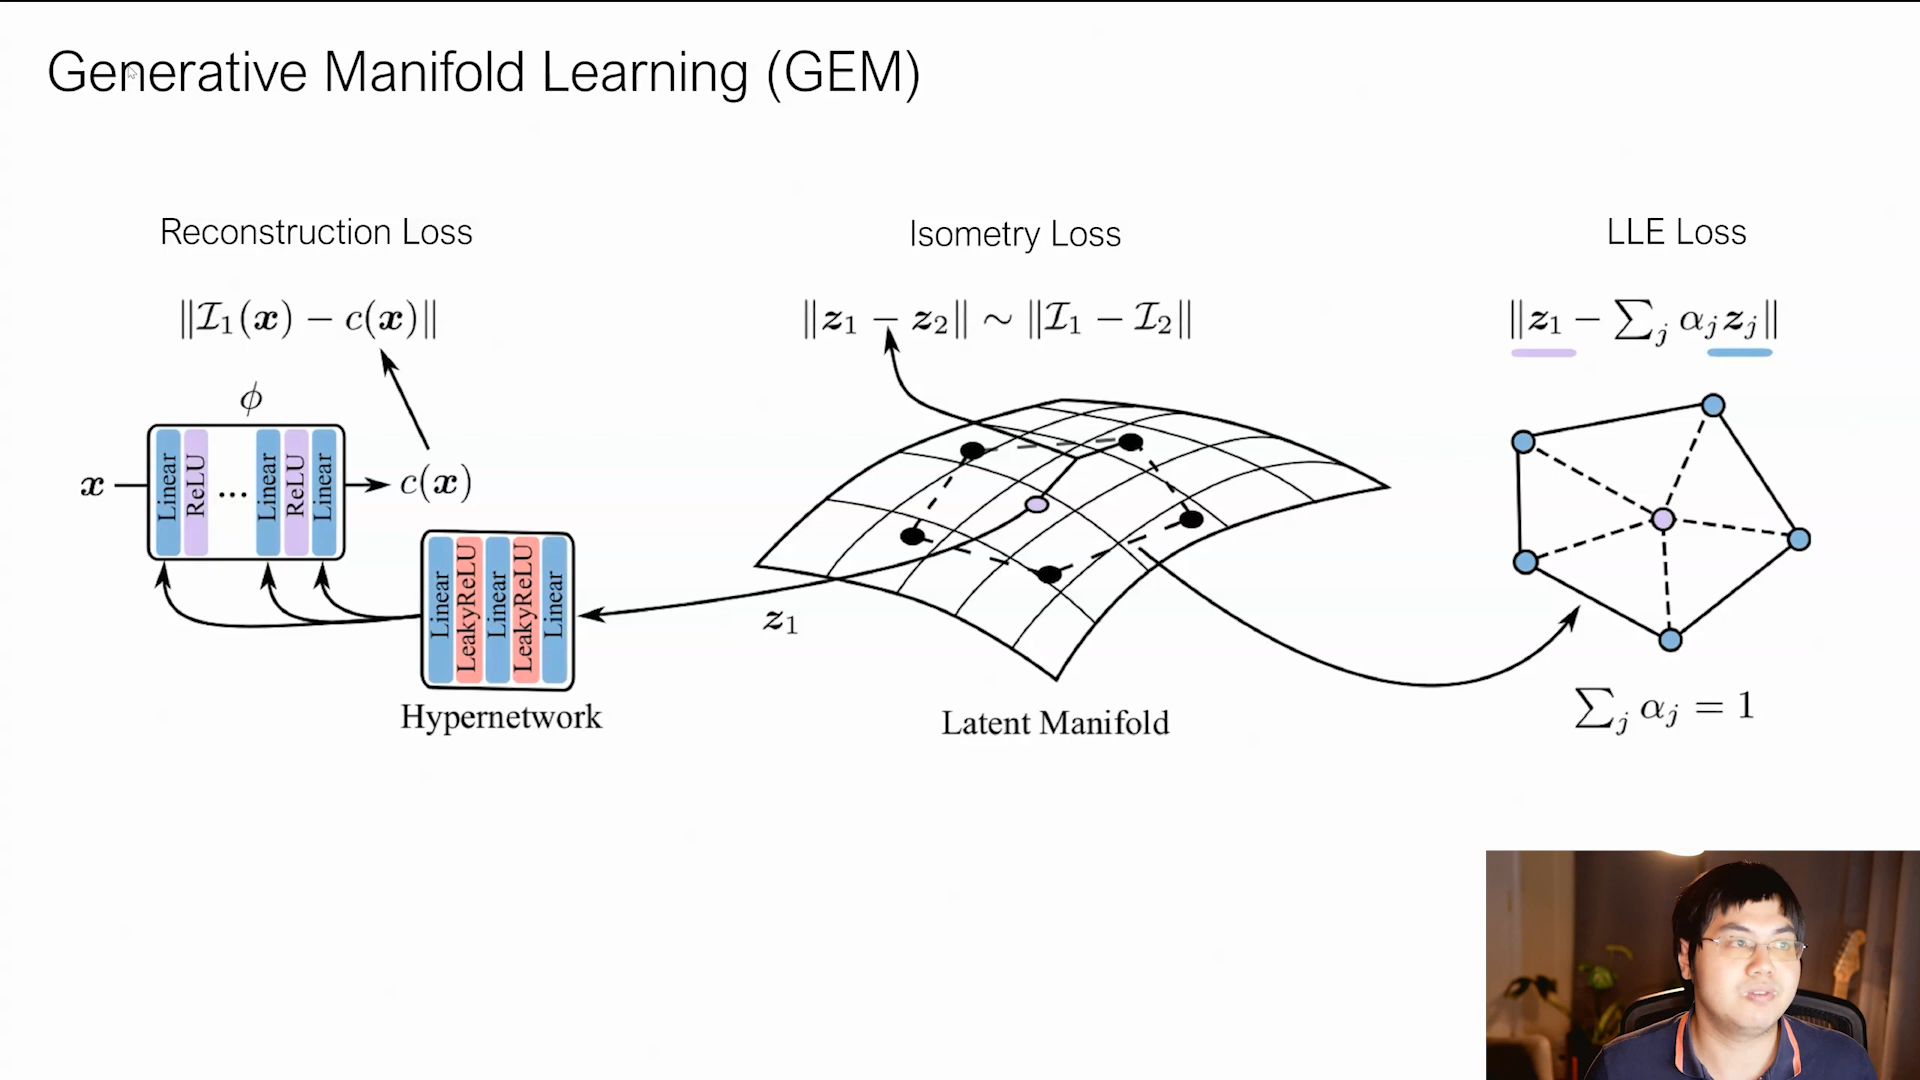 Generative Manifold Learning (GEM)
Reconstruction Loss
‖𝓘₁(𝒙) − c(𝒙)‖
ϕ
𝒙
Linear
ReLU
...
Linear
ReLU
Linear
c(𝒙)
Linear
LeakyReLU
Linear
LeakyReLU
Linear
Hypernetwork
Isometry Loss
‖𝒛₁ − 𝒛₂‖ ∼ ‖𝓘₁ − 𝓘₂‖
𝒛₁
Latent Manifold
LLE Loss
‖𝒛₁ − ∑ⱼ αⱼ𝒛ⱼ‖
∑ⱼ αⱼ = 1